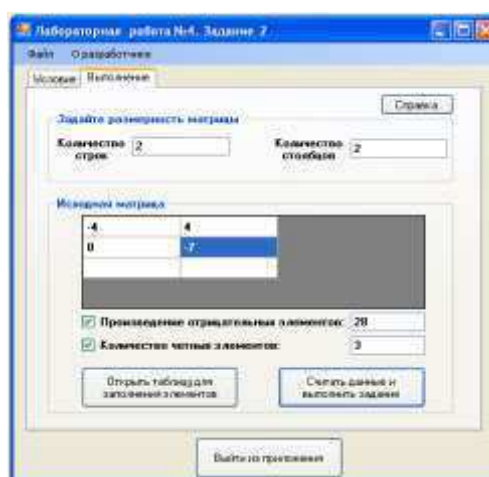 Лабораторная работа №4. Задание 2
Файл О разработчике
Условие Выполнение
Справка
Задайте размерность матрицы
Количество строк 2
Количество столбцов 2
Исходная матрица
-4 4
0 -7
Произведение отрицательных элементов: 28
Количество четных элементов: 3
Открыть таблицу для заполнения элементов
Считать данные и выполнить задание
Выйти из приложения